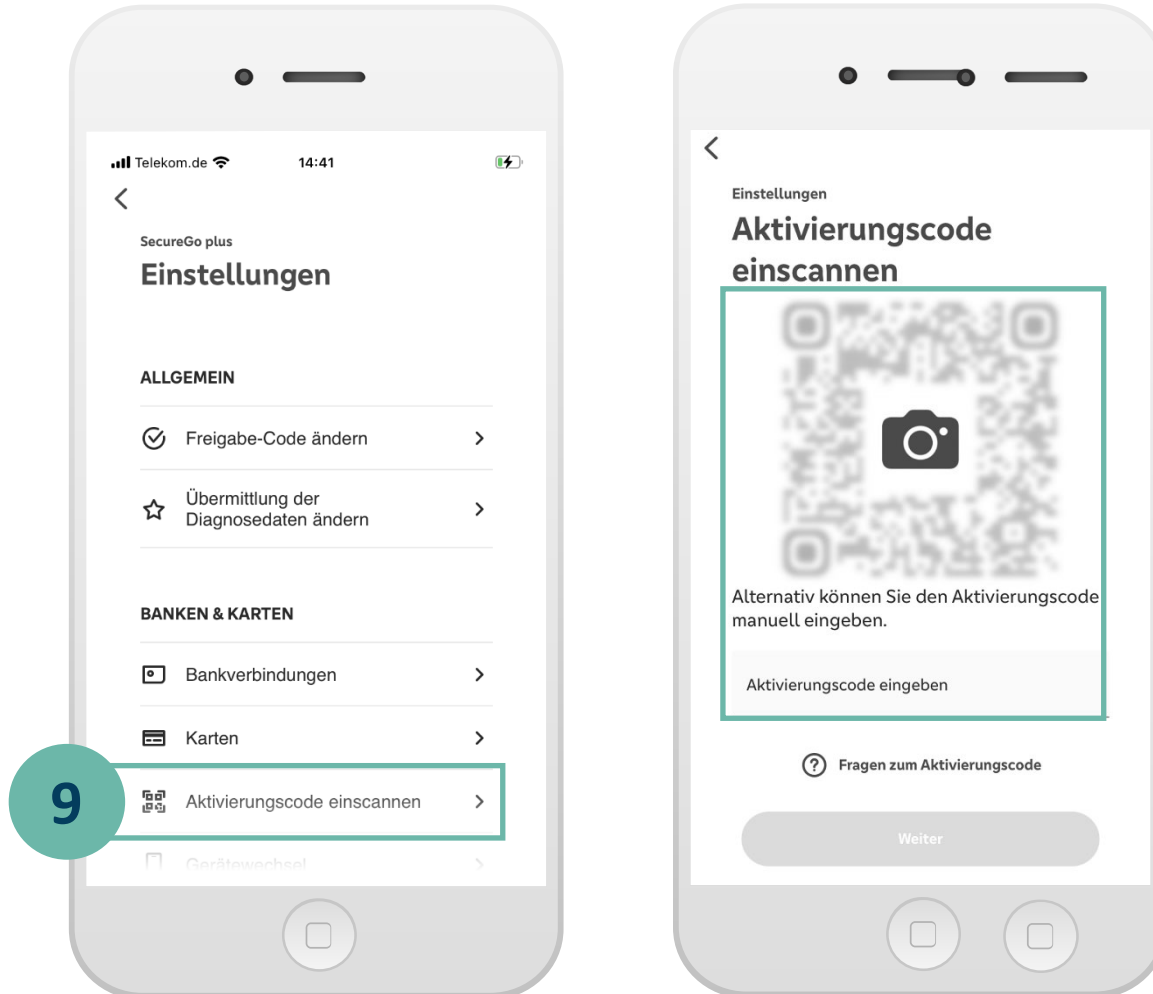 Telekom.de
14:41
SecureGo plus
Einstellungen
ALLGEMEIN
Freigabe-Code ändern
Übermittlung der
Diagnosedaten ändern
BANKEN & KARTEN
Bankverbindungen
Karten
9
Aktivierungscode einscannen
Gerätewechsel
Einstellungen
Aktivierungscode
einscannen
Alternativ können Sie den Aktivierungscode
manuell eingeben.
Aktivierungscode eingeben
? Fragen zum Aktivierungscode
Weiter